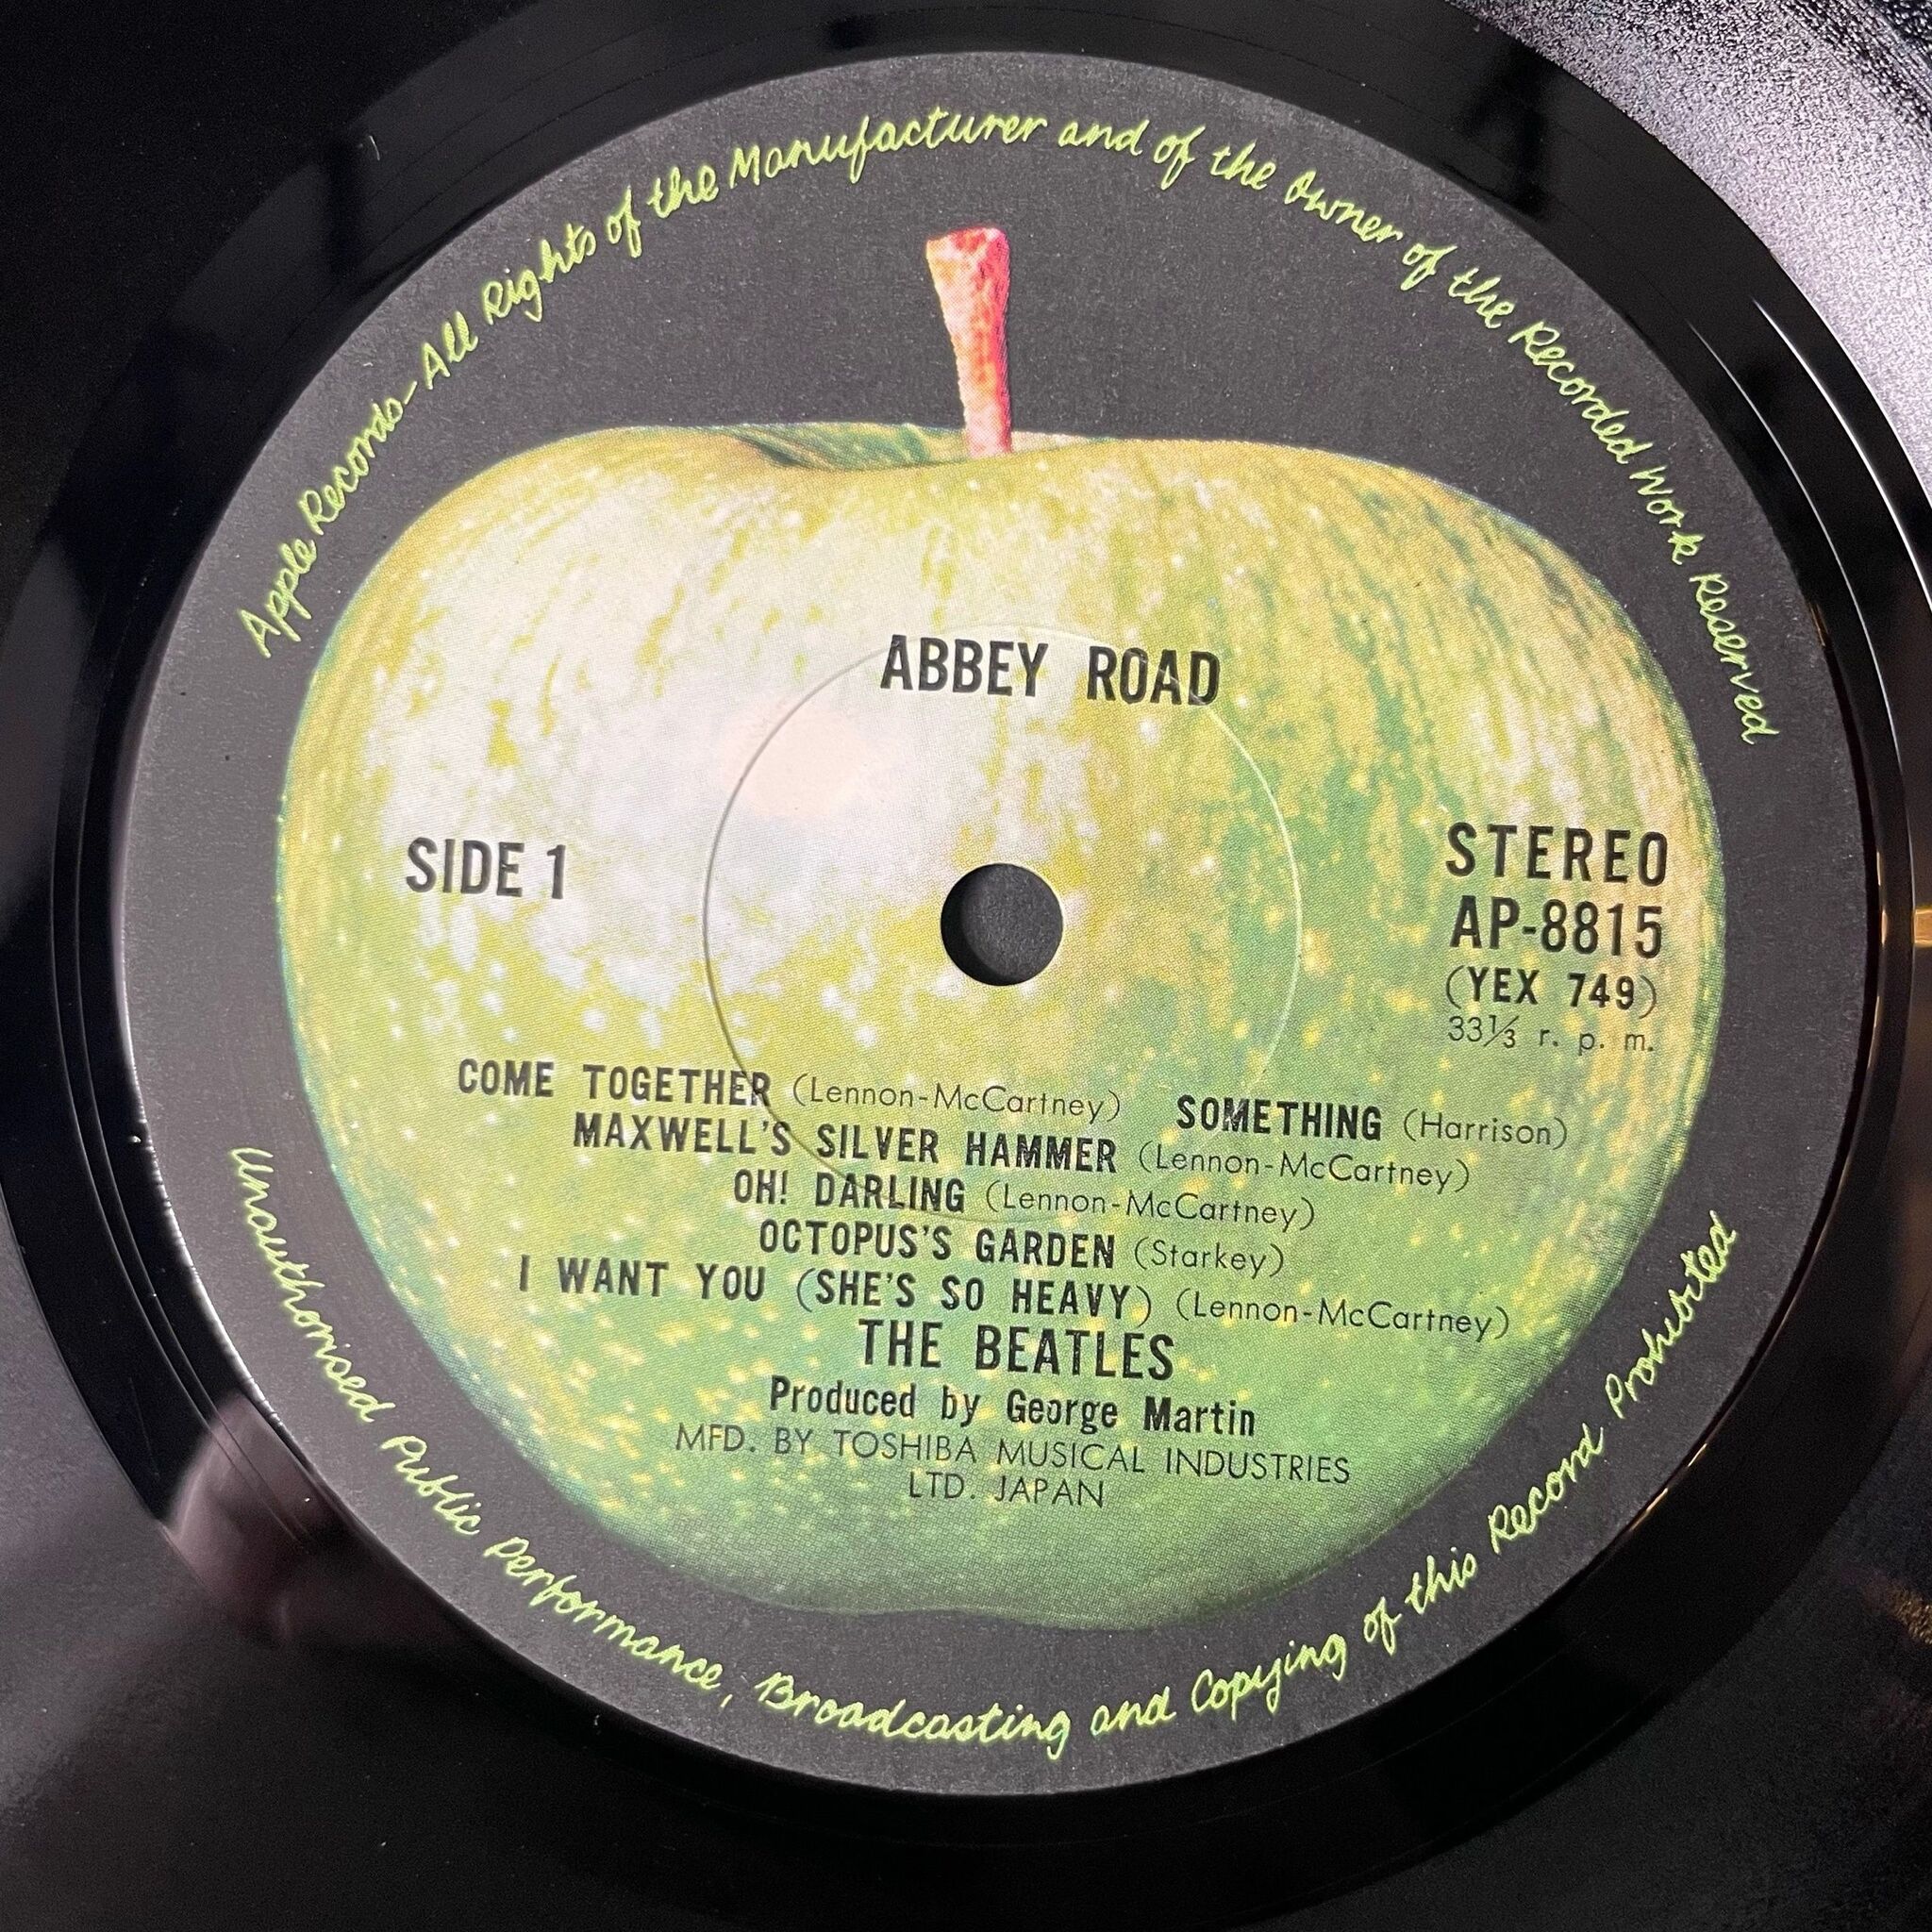 Apple Records-All Rights of the Manufacturer and of the Owner of the Recorded Work Reserved
ABBEY ROAD
SIDE 1
STEREO
AP-8815
(YEX 749)
33⅓ r. p. m.
COME TOGETHER (Lennon-McCartney) SOMETHING (Harrison)
MAXWELL'S SILVER HAMMER (Lennon-McCartney)
OH! DARLING (Lennon-McCartney)
OCTOPUS'S GARDEN (Starkey)
I WANT YOU (SHE'S SO HEAVY) (Lennon-McCartney)
THE BEATLES
Produced by George Martin
MFD. BY TOSHIBA MUSICAL INDUSTRIES
LTD. JAPAN
Unauthorised Public Performance, Broadcasting and Copying of this Record Prohibited